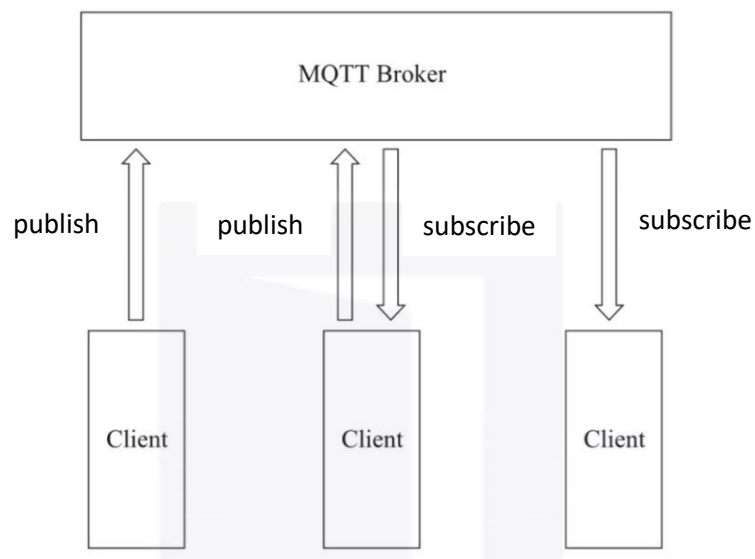 MQTT Broker
publish
publish
subscribe
subscribe
Client
Client
Client